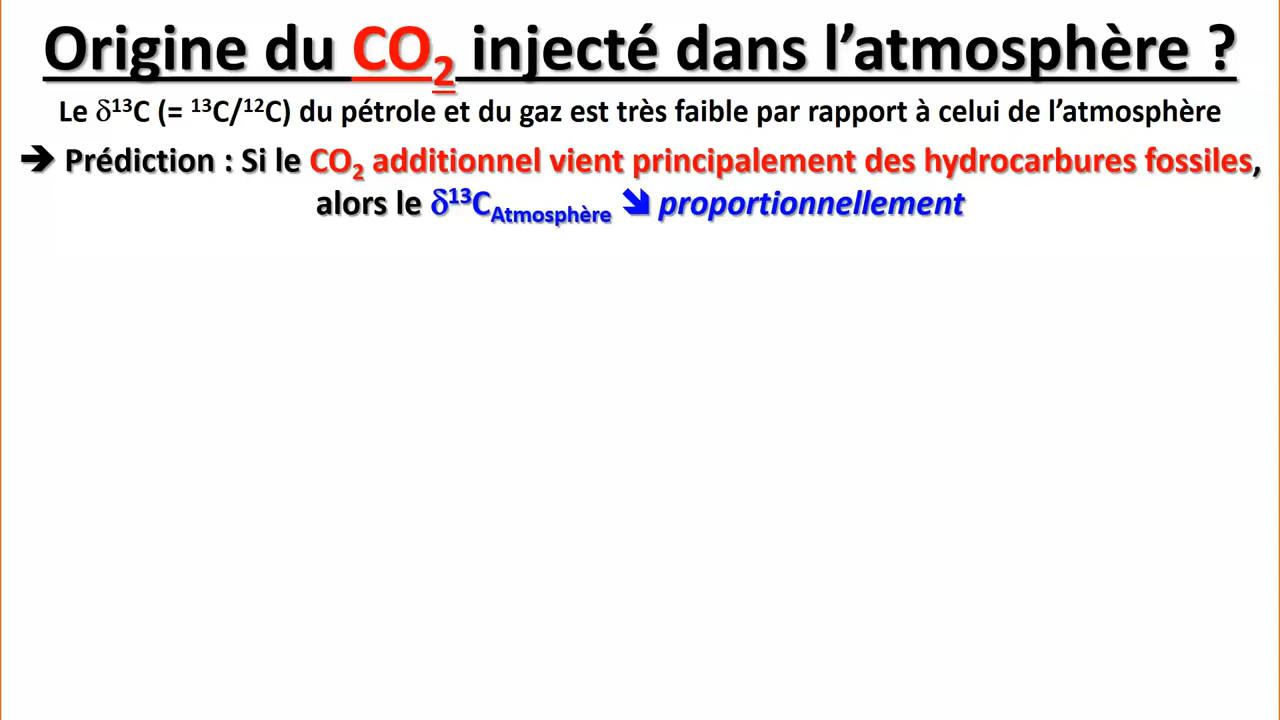 Origine du CO₂ injecté dans l’atmosphère ?
Le δ¹³C (= ¹³C/¹²C) du pétrole et du gaz est très faible par rapport à celui de l’atmosphère
➔ Prédiction : Si le CO₂ additionnel vient principalement des hydrocarbures fossiles,
alors le δ¹³C_Atmosphère ➘ proportionnellement